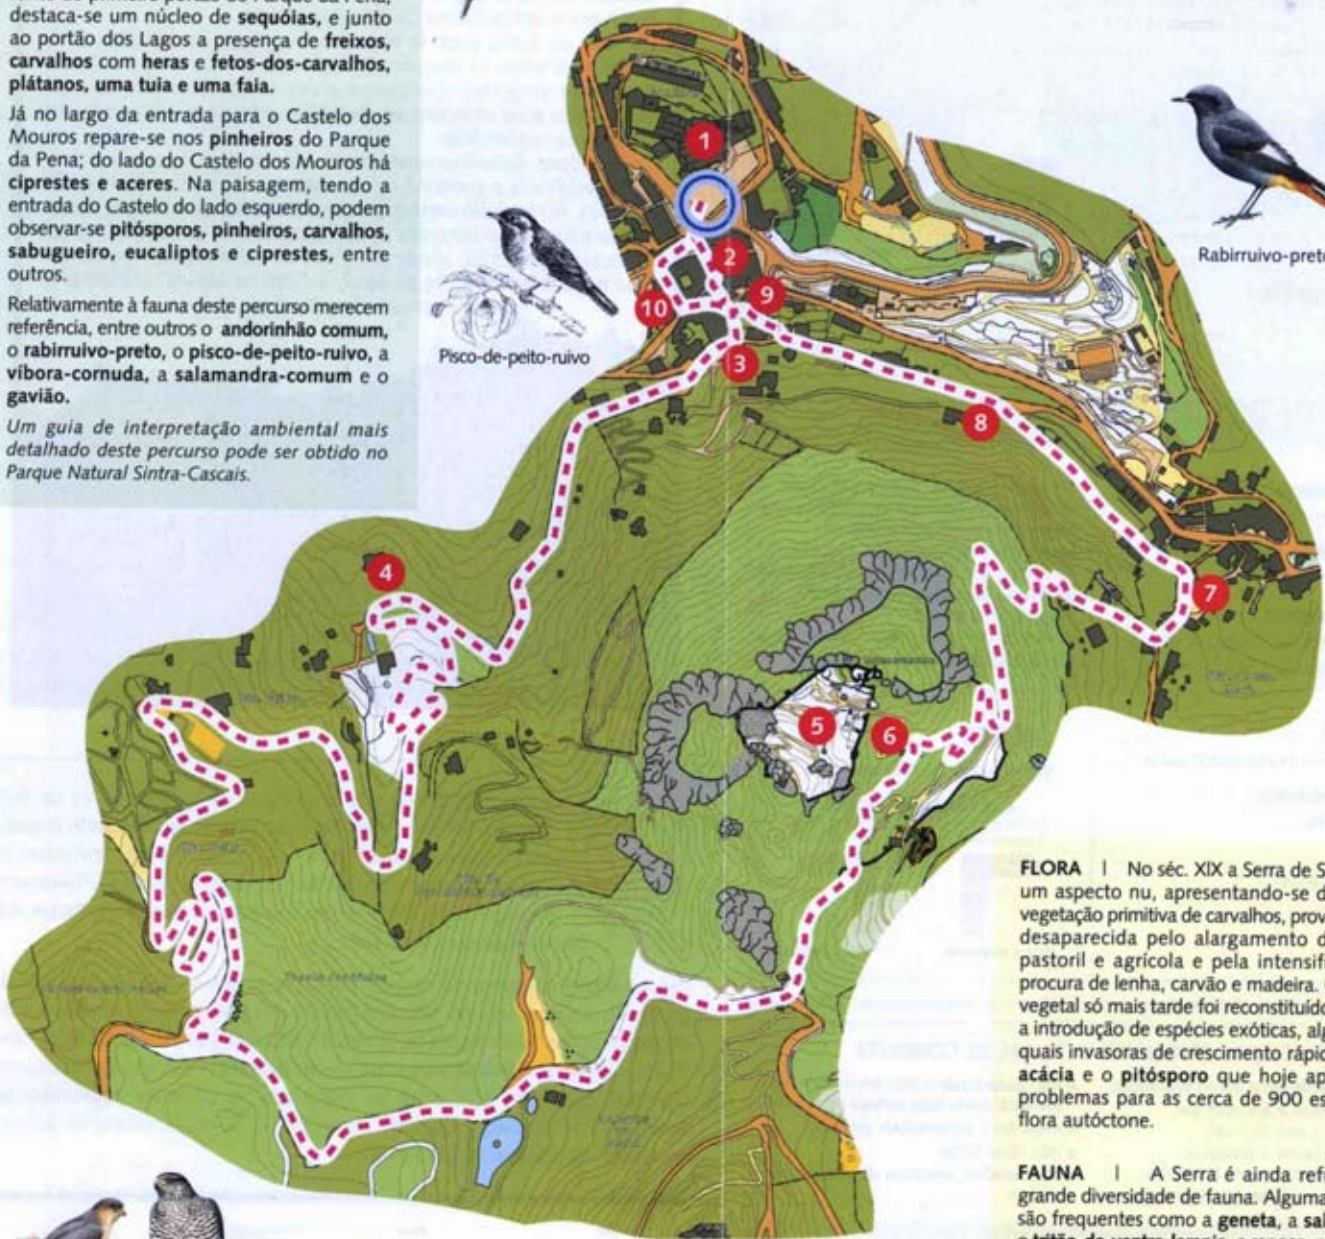 destaca-se um núcleo de sequóias, e junto
ao portão dos Lagos a presença de freixos,
carvalhos com heras e fetos-dos-carvalhos,
plátanos, uma tuia e uma faia.
Já no largo da entrada para o Castelo dos
Mouros repare-se nos pinheiros do Parque
da Pena; do lado do Castelo dos Mouros há
ciprestes e aceres. Na paisagem, tendo a
entrada do Castelo do lado esquerdo, podem
observar-se pitósporos, pinheiros, carvalhos,
sabugueiro, eucaliptos e ciprestes, entre
outros.
Relativamente à fauna deste percurso merecem
referência, entre outros o andorinhão comum,
o rabirruivo-preto, o pisco-de-peito-ruivo, a
víbora-cornuda, a salamandra-comum e o
gavião.
Um guia de interpretação ambiental mais
detalhado deste percurso pode ser obtido no
Parque Natural Sintra-Cascais.
Pisco-de-peito-ruivo
Rabirruivo-preto
1
2
9
10
3
8
4
7
5
6
FLORA | No séc. XIX a Serra de S
um aspecto nu, apresentando-se d
vegetação primitiva de carvalhos, prov
desaparecida pelo alargamento d
pastoril e agrícola e pela intensifi
procura de lenha, carvão e madeira.
vegetal só mais tarde foi reconstituído
a introdução de espécies exóticas, alg
quais invasoras de crescimento rápic
acácia e o pitósporo que hoje ap
problemas para as cerca de 900 es
flora autóctone.
FAUNA | A Serra é ainda refú
grande diversidade de fauna. Alguma
são frequentes como a geneta, a sal